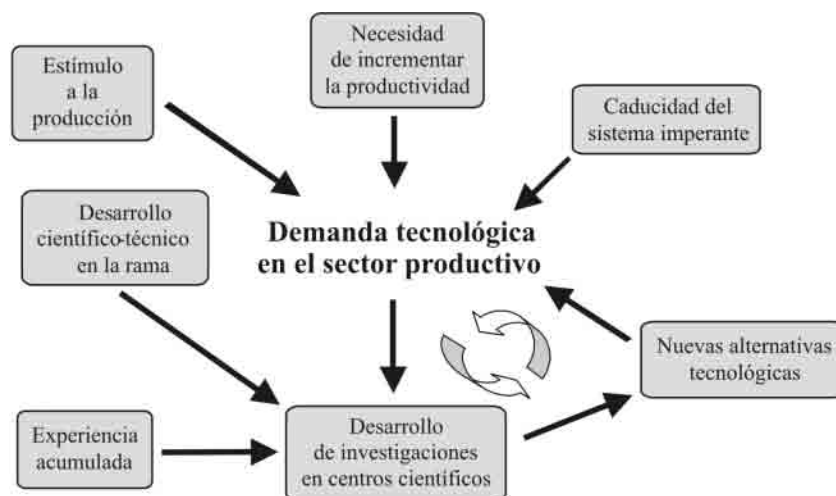 Necesidad
de incrementar
la productividad
Estímulo
a la
producción
Caducidad del
sistema imperante
Desarrollo
científico-técnico
en la rama
Demanda tecnológica
en el sector productivo
Nuevas alternativas
tecnológicas
Experiencia
acumulada
Desarrollo
de investigaciones
en centros científicos